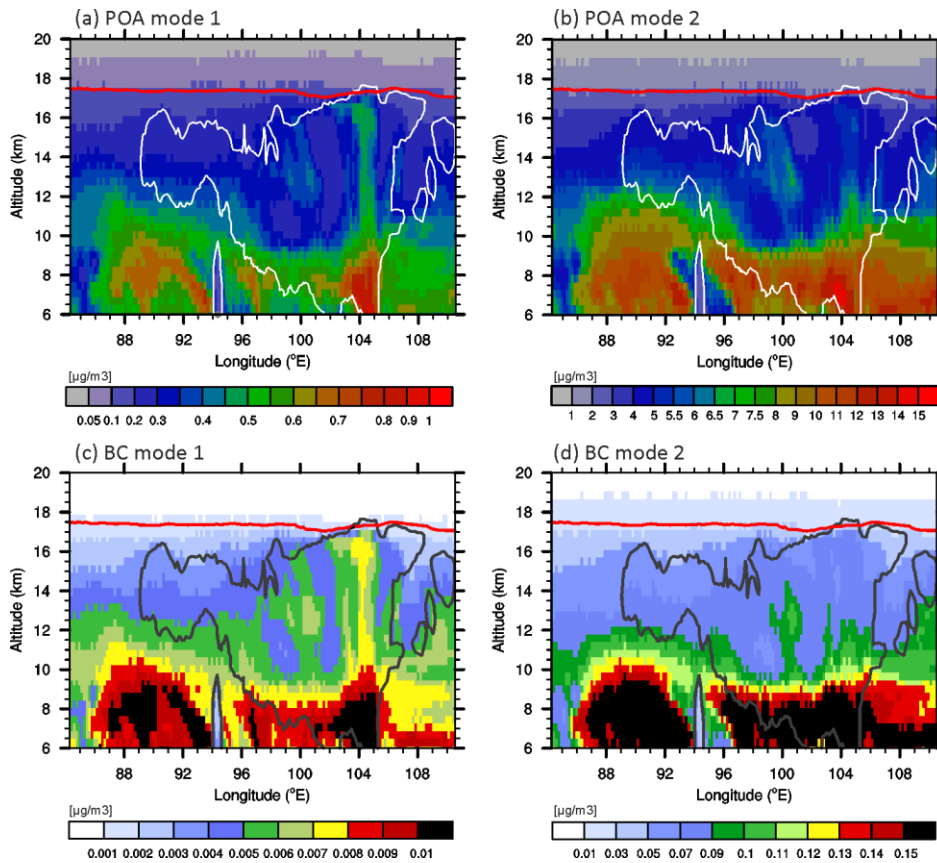 (a) POA mode 1
(b) POA mode 2
20
18
16
14
12
10
8
6
Altitude (km)
88 92 96 100 104 108
Longitude (°E)
20
18
16
14
12
10
8
6
Altitude (km)
88 92 96 100 104 108
Longitude (°E)
[µg/m3]
0.05 0.1 0.2 0.3 0.4 0.5 0.6 0.7 0.8 0.9 1
[µg/m3]
1 2 3 4 5 5.5 6 6.5 7 7.5 8 9 10 11 12 13 14 15
(c) BC mode 1
(d) BC mode 2
20
18
16
14
12
10
8
6
Altitude (km)
88 92 96 100 104 108
Longitude (°E)
20
18
16
14
12
10
8
6
Altitude (km)
88 92 96 100 104 108
Longitude (°E)
[µg/m3]
0.001 0.002 0.003 0.004 0.005 0.006 0.007 0.008 0.009 0.01
[µg/m3]
0.01 0.03 0.05 0.07 0.09 0.1 0.11 0.12 0.13 0.14 0.15